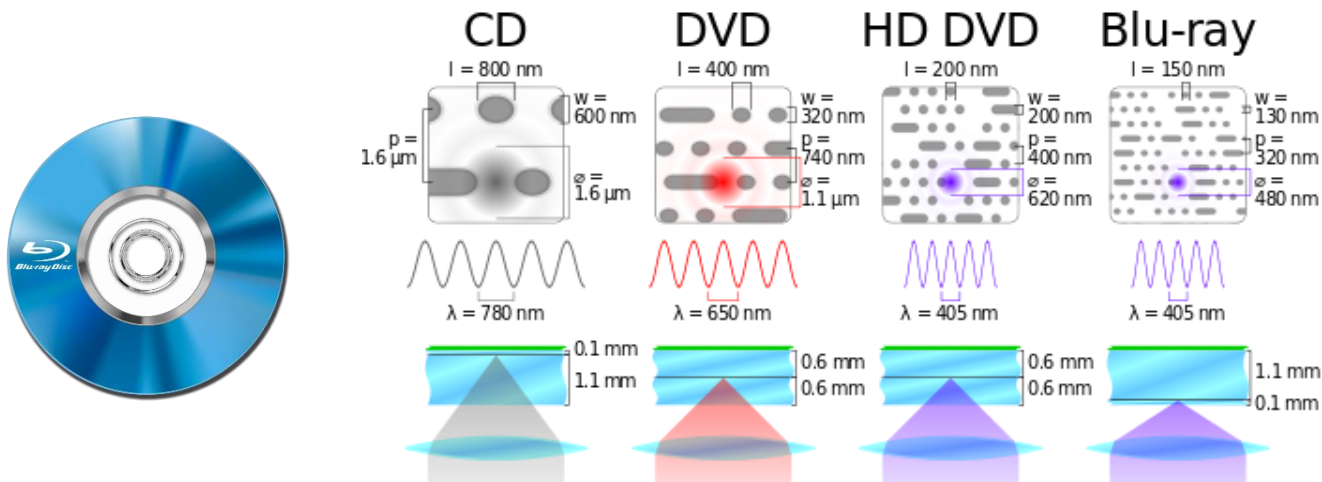 CD
l = 800 nm
w =
600 nm
p =
1.6 µm
⌀ =
1.6 µm
λ = 780 nm
0.1 mm
1.1 mm
DVD
l = 400 nm
w =
320 nm
p =
740 nm
⌀ =
1.1 µm
λ = 650 nm
0.6 mm
0.6 mm
HD DVD
l = 200 nm
w =
200 nm
p =
400 nm
⌀ =
620 nm
λ = 405 nm
0.6 mm
0.6 mm
Blu-ray
l = 150 nm
w =
130 nm
p =
320 nm
⌀ =
480 nm
λ = 405 nm
1.1 mm
0.1 mm
Blu-ray Disc